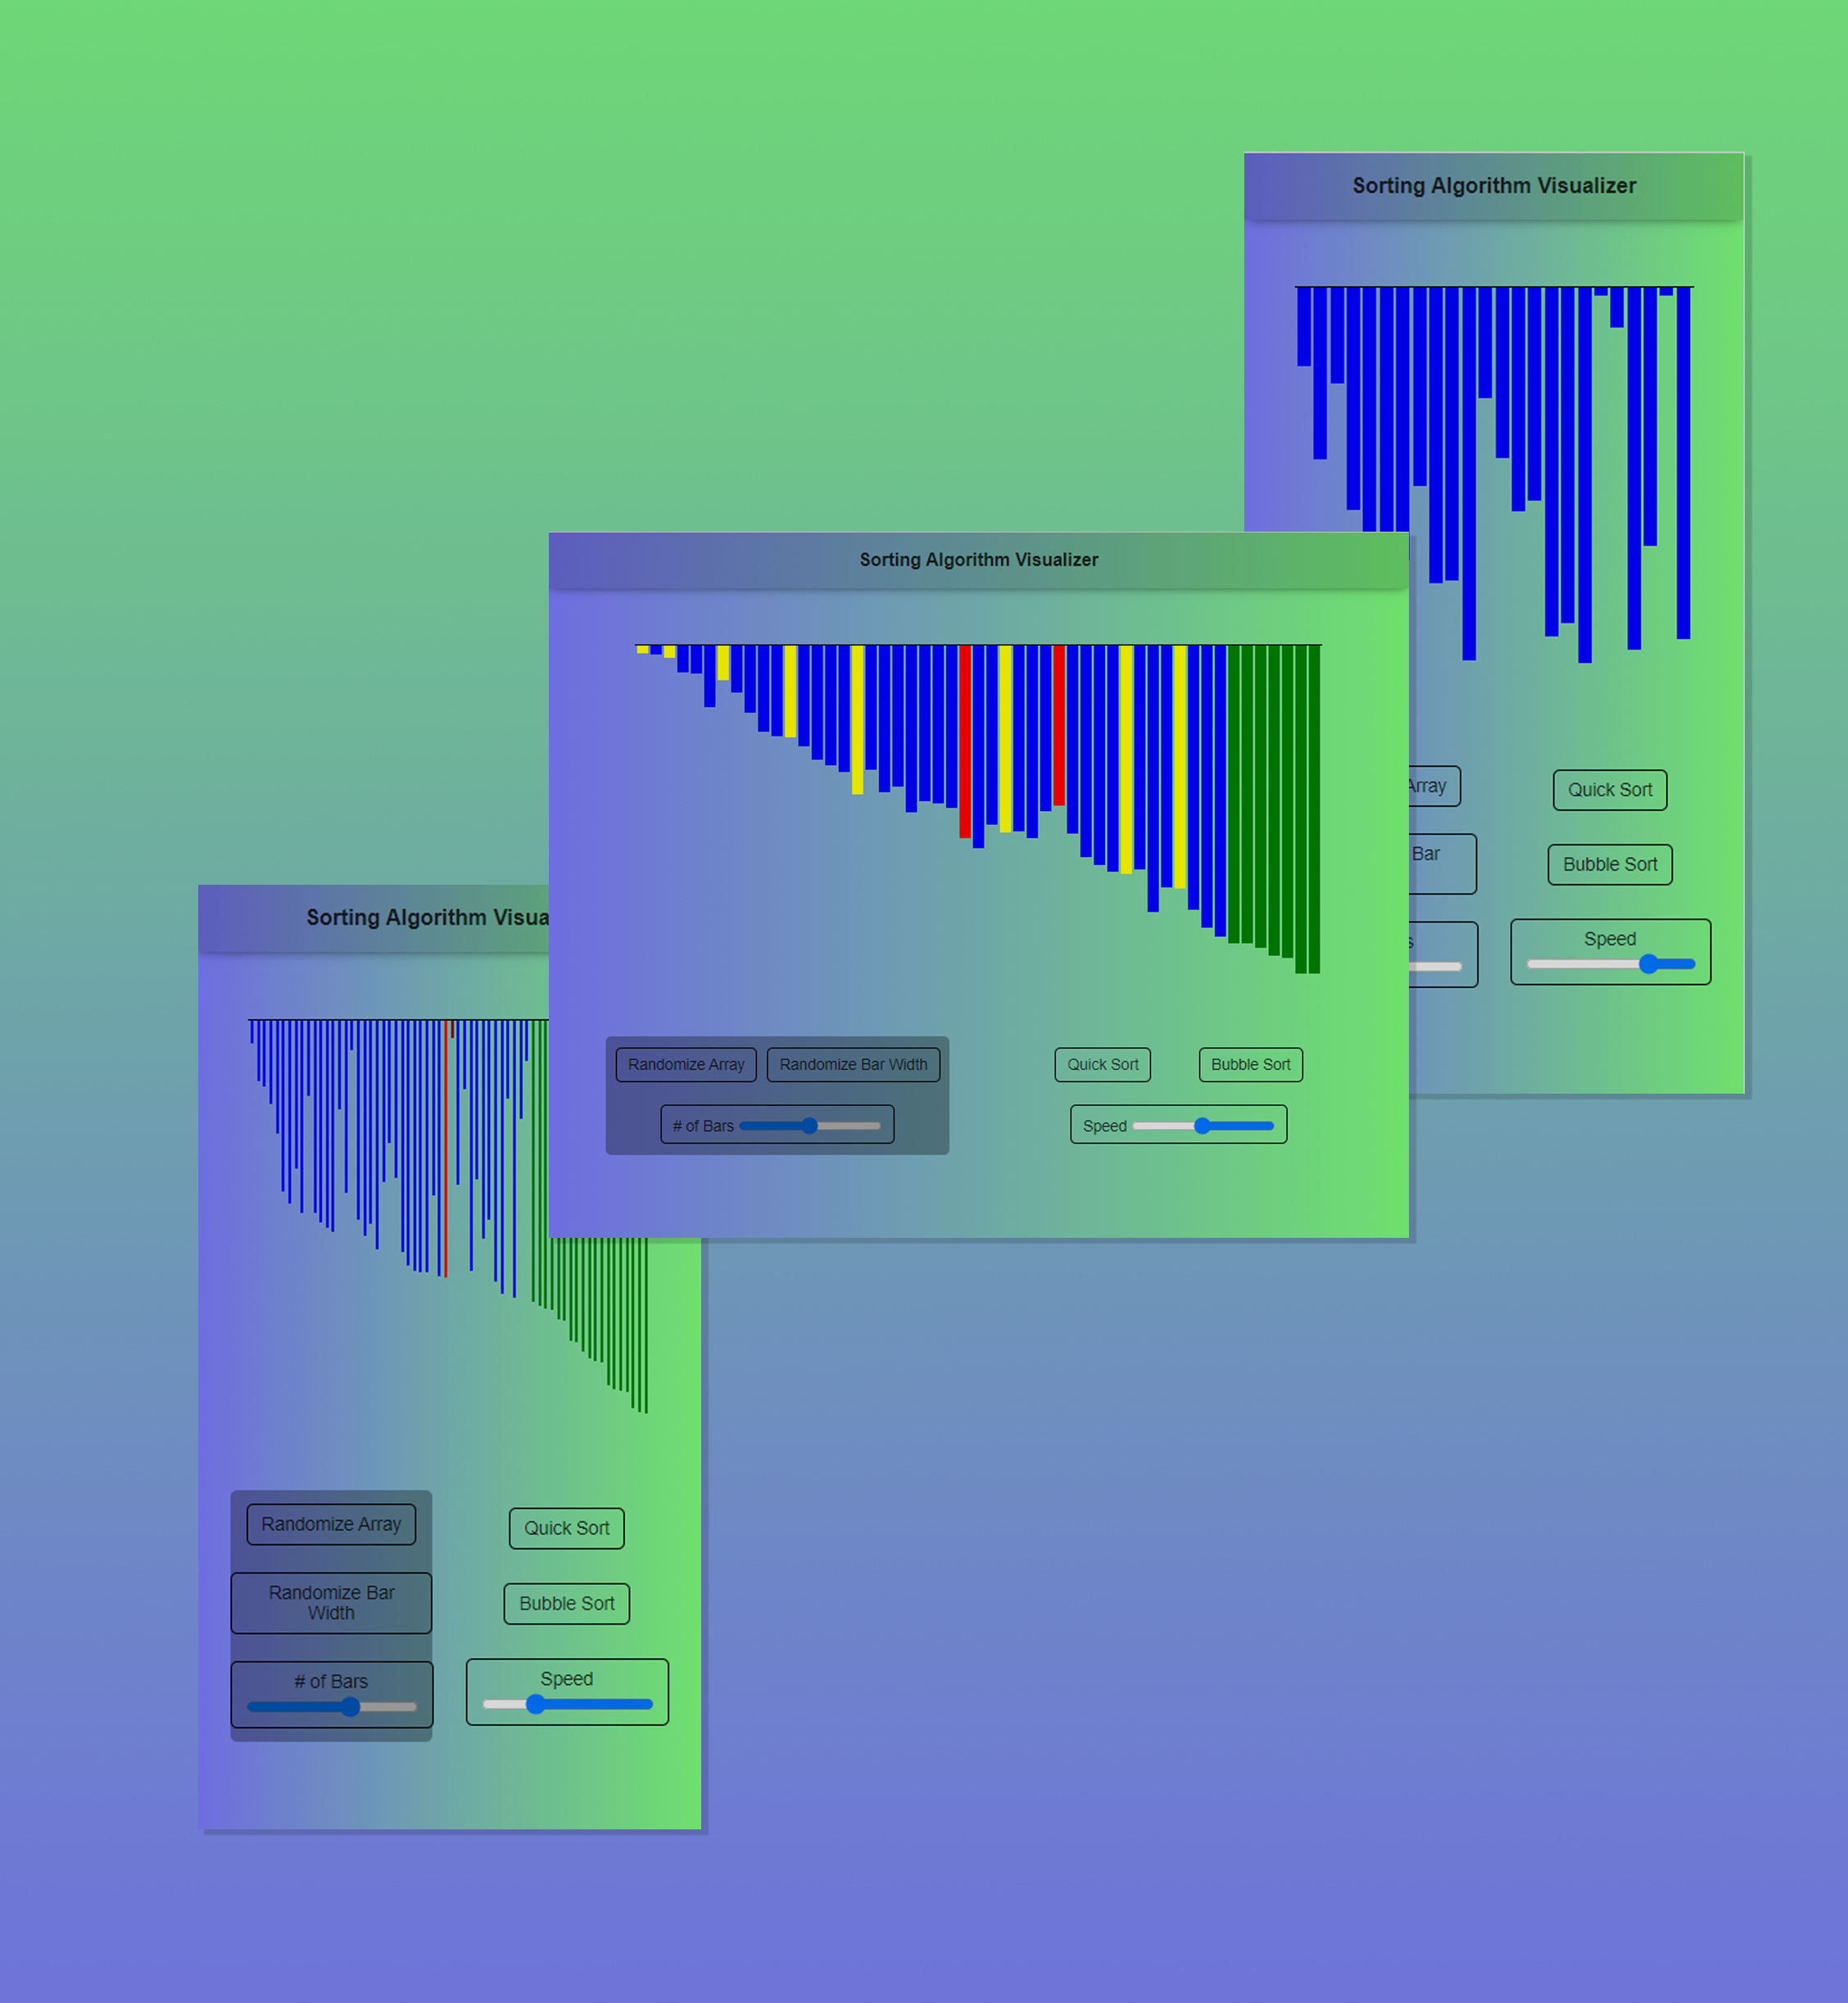 Sorting Algorithm Visualizer
Array
Quick Sort
Bar
Bubble Sort
Speed
Sorting Algorithm Visualizer
Randomize Array
Randomize Bar Width
Quick Sort
Bubble Sort
# of Bars
Speed
Sorting Algorithm
Randomize Array
Quick Sort
Randomize Bar
Width
Bubble Sort
# of Bars
Speed